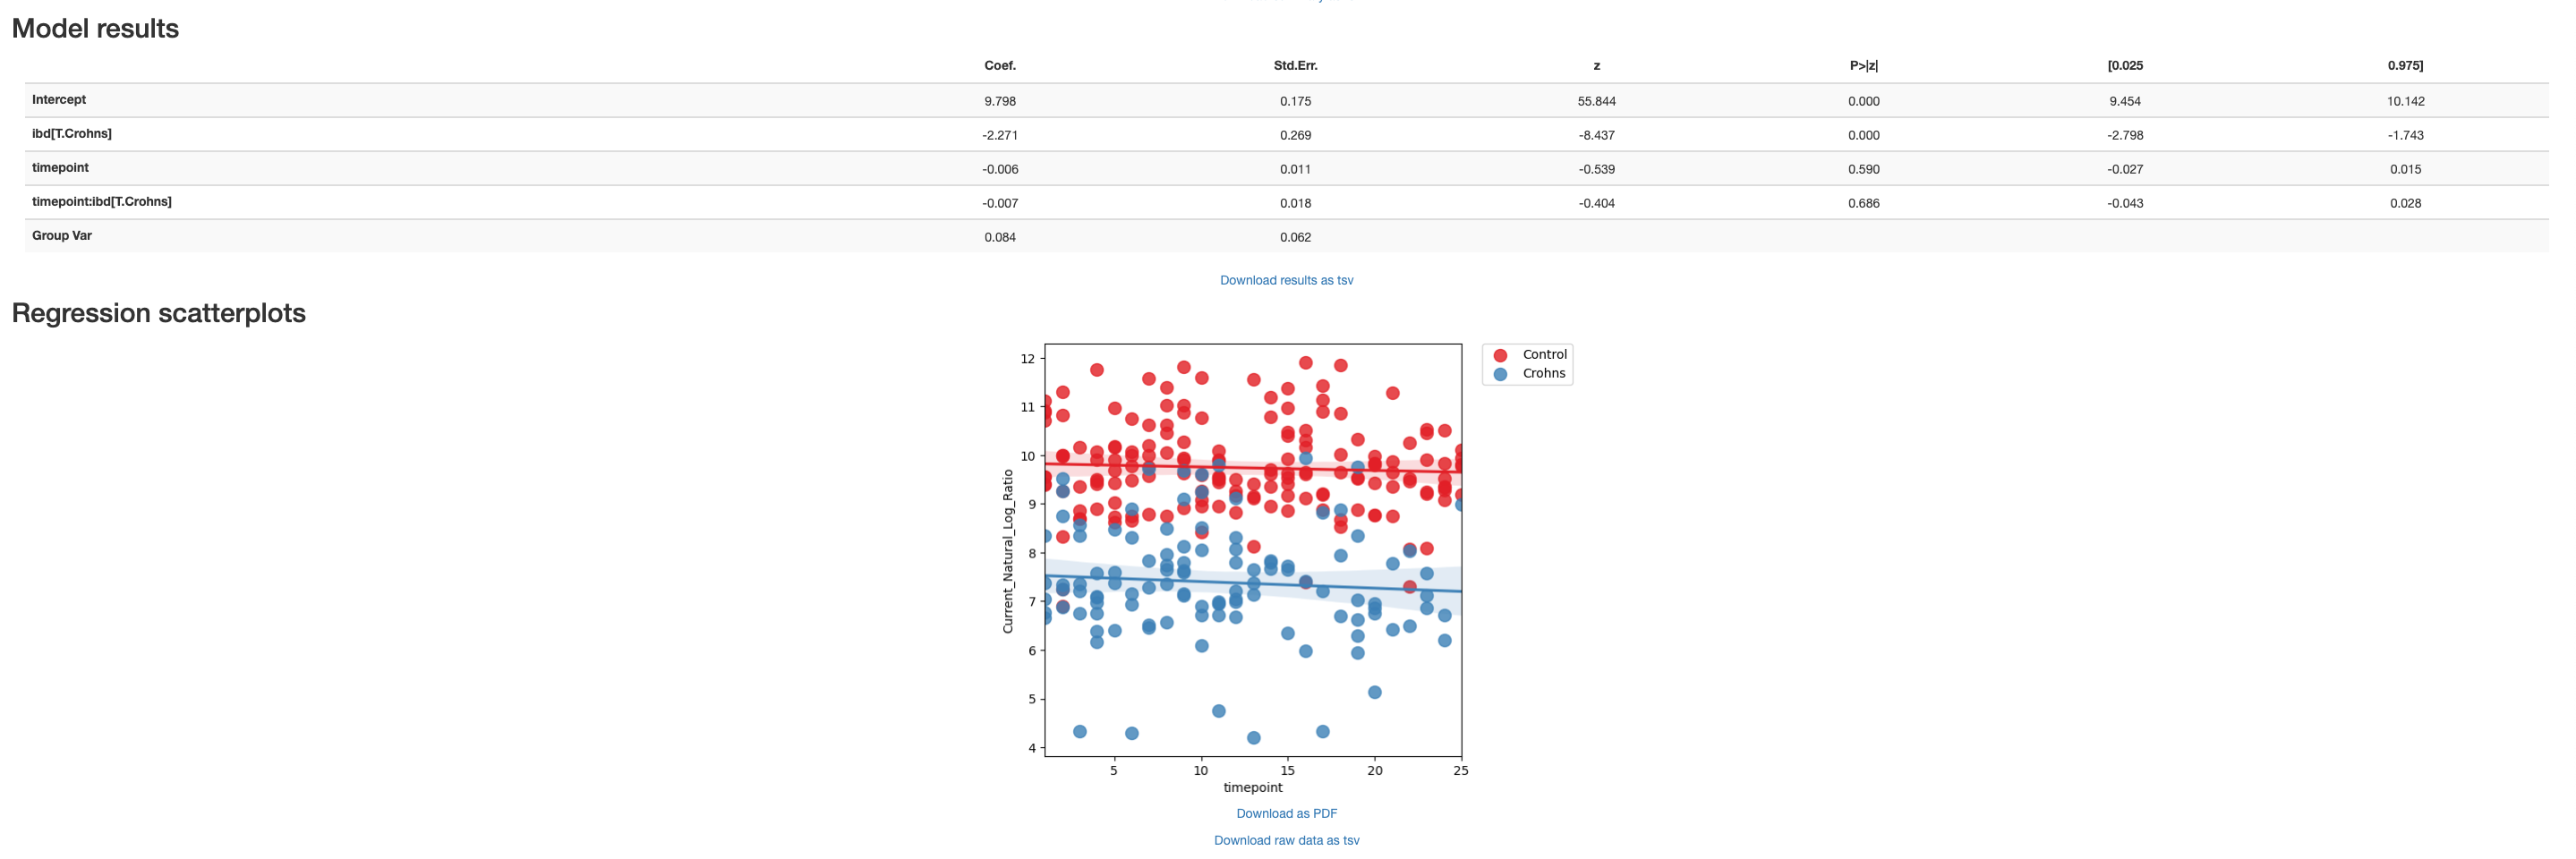 Model results
Coef. Std.Err. z P>|z| [0.025 0.975]
Intercept 9.798 0.175 55.844 0.000 9.454 10.142
ibd[T.Crohns] -2.271 0.269 -8.437 0.000 -2.798 -1.743
timepoint -0.006 0.011 -0.539 0.590 -0.027 0.015
timepoint:ibd[T.Crohns] -0.007 0.018 -0.404 0.686 -0.043 0.028
Group Var 0.084 0.062
Download results as tsv
Regression scatterplots
Control
Crohns
12
11
10
9
8
7
6
5
4
Current_Natural_Log_Ratio
5 10 15 20 25
timepoint
Download as PDF
Download raw data as tsv